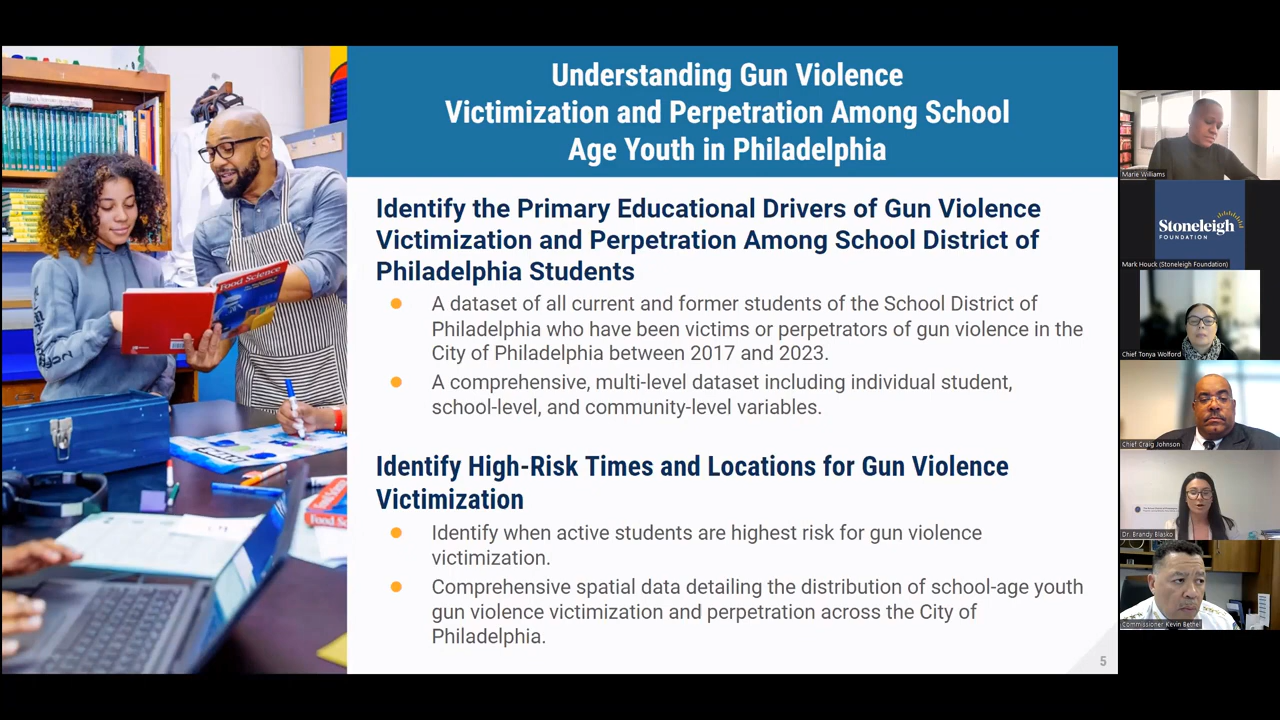 Understanding Gun Violence
Victimization and Perpetration Among School
Age Youth in Philadelphia
Identify the Primary Educational Drivers of Gun Violence
Victimization and Perpetration Among School District of
Philadelphia Students
A dataset of all current and former students of the School District of
Philadelphia who have been victims or perpetrators of gun violence in the
City of Philadelphia between 2017 and 2023.
A comprehensive, multi-level dataset including individual student,
school-level, and community-level variables.
Identify High-Risk Times and Locations for Gun Violence
Victimization
Identify when active students are highest risk for gun violence
victimization.
Comprehensive spatial data detailing the distribution of school-age youth
gun violence victimization and perpetration across the City of
Philadelphia.
5
Food Science
Marie Williams
Stoneleigh
FOUNDATION
Mark Houck (Stoneleigh Foundation)
Chief Tonya Wolford
Chief Craig Johnson
Dr. Brandy Blasko
Commissioner Kevin Bethel